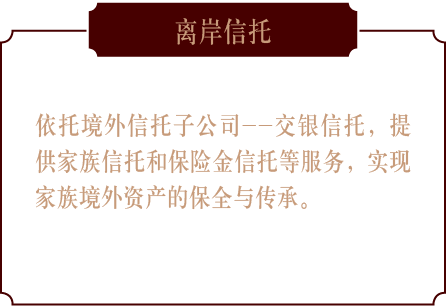 离岸信托
依托境外信托子公司——交银信托，提
供家族信托和保险金信托等服务，实现
家族境外资产的保全与传承。